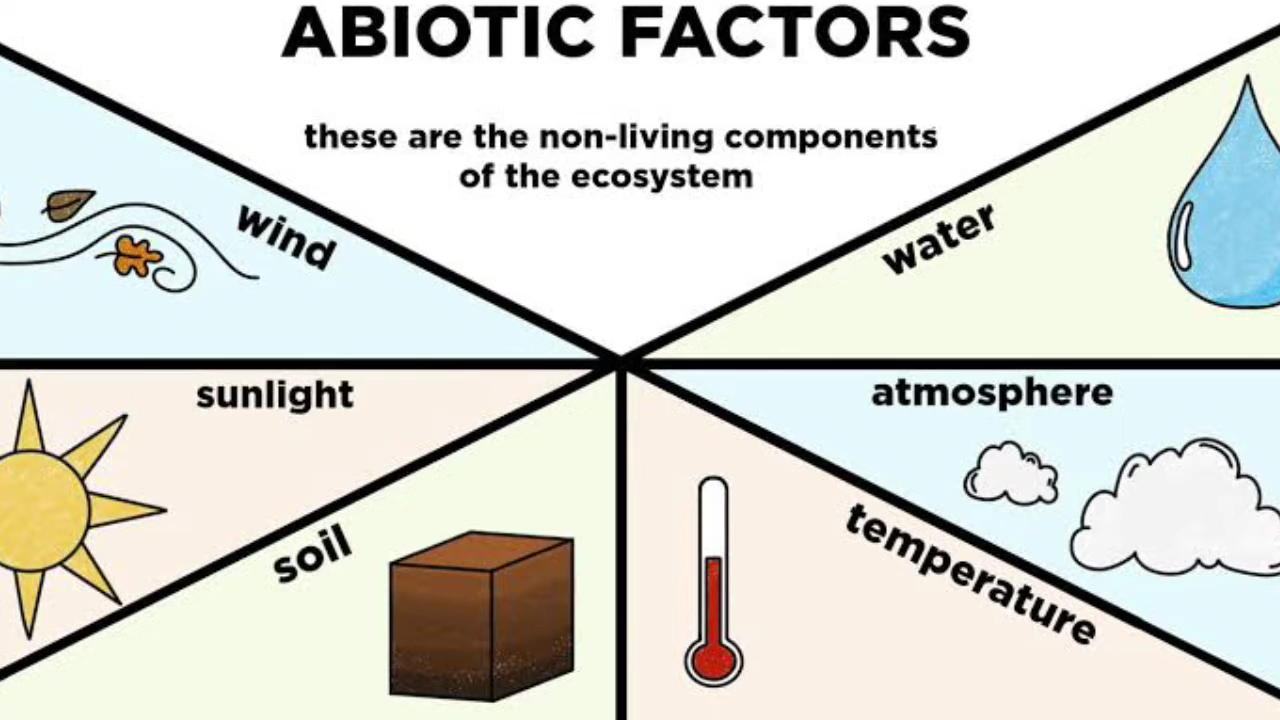 ABIOTIC FACTORS
these are the non-living components
of the ecosystem
wind
water
sunlight
atmosphere
soil
temperature